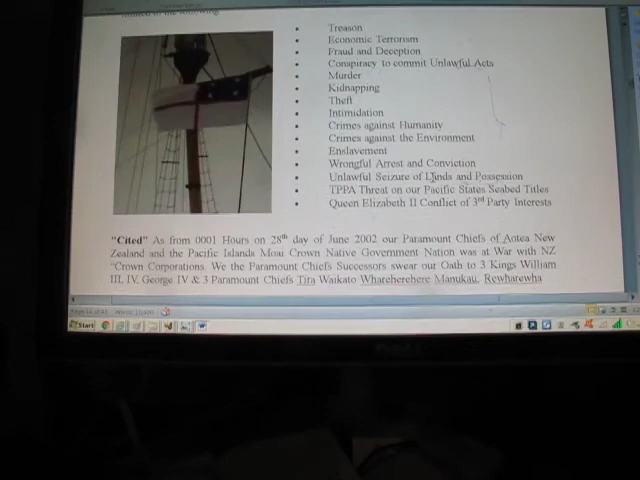 Treason
Economic Terrorism
Fraud and Deception
Conspiracy to commit Unlawful Acts
Murder
Kidnapping
Theft
Intimidation
Crimes against Humanity
Crimes against the Environment
Enslavement
Wrongful Arrest and Conviction
Unlawful Seizure of Lands and Possession
TPPA Threat on our Pacific States Seabed Titles
Queen Elizabeth II Conflict of 3rd Party Interests
"Cited" As from 0001 Hours on 28th day of June 2002 our Paramount Chiefs of Aotea New
Zealand and the Pacific Islands Moai Crown Native Government Nation was at War with NZ
"Crown Corporations. We the Paramount Chiefs Successors swear our Oath to 3 Kings William
III, IV, George IV & 3 Paramount Chiefs Tira Waikato Whareherehere Manukau, Rewharewha
Start